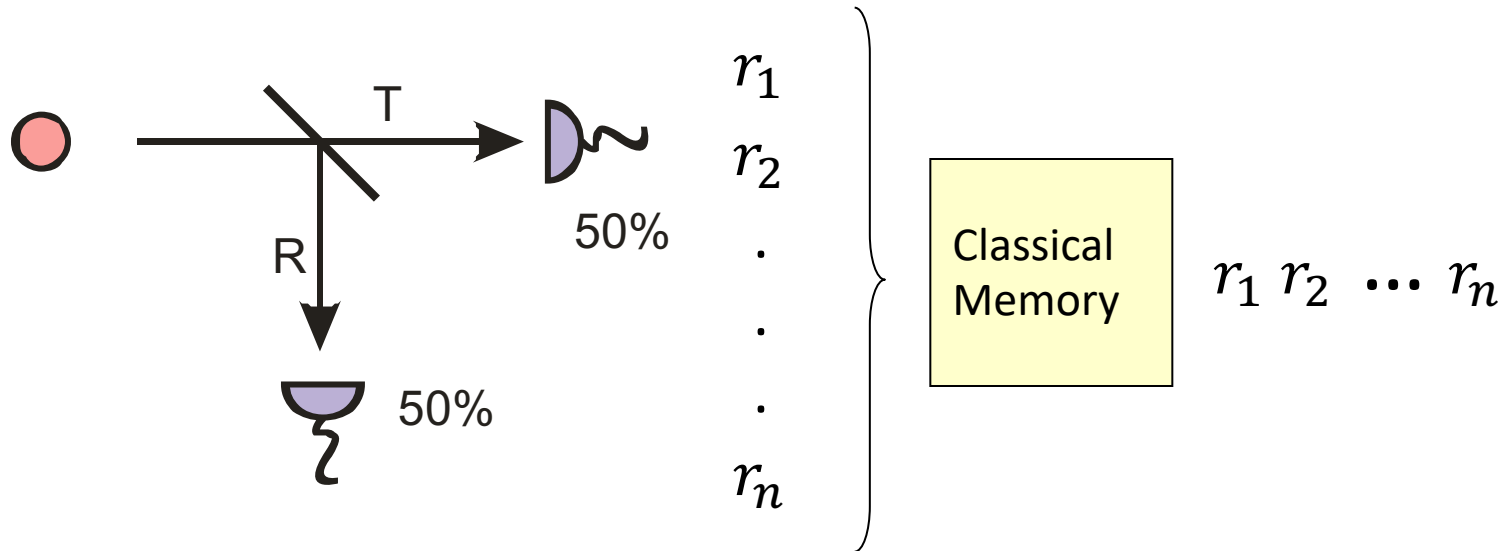 T
50%
R
50%
r₁
r₂
.
.
.
rₙ
Classical
Memory
r₁ r₂ ... rₙ